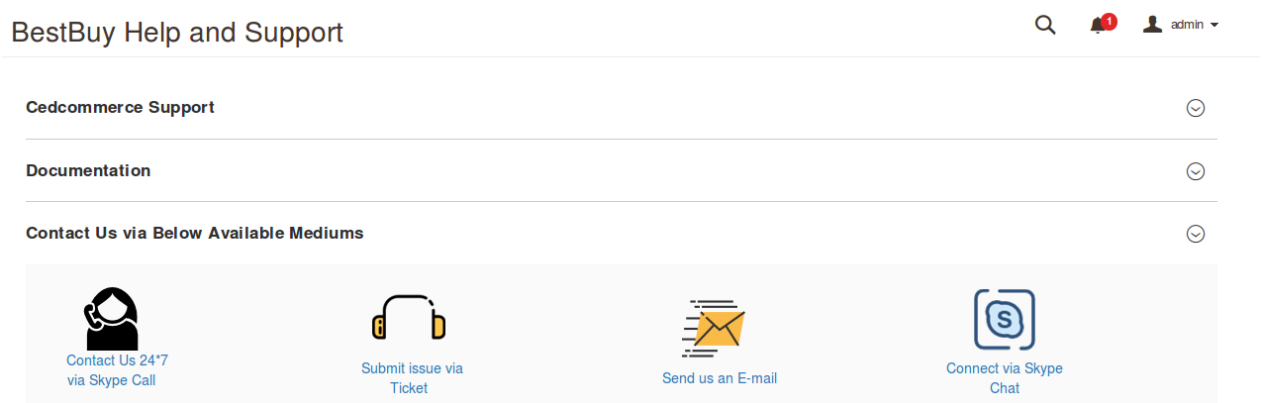 BestBuy Help and Support
1
admin
Cedcommerce Support
Documentation
Contact Us via Below Available Mediums
S
Contact Us 24*7
via Skype Call
Submit issue via
Ticket
Send us an E-mail
Connect via Skype
Chat